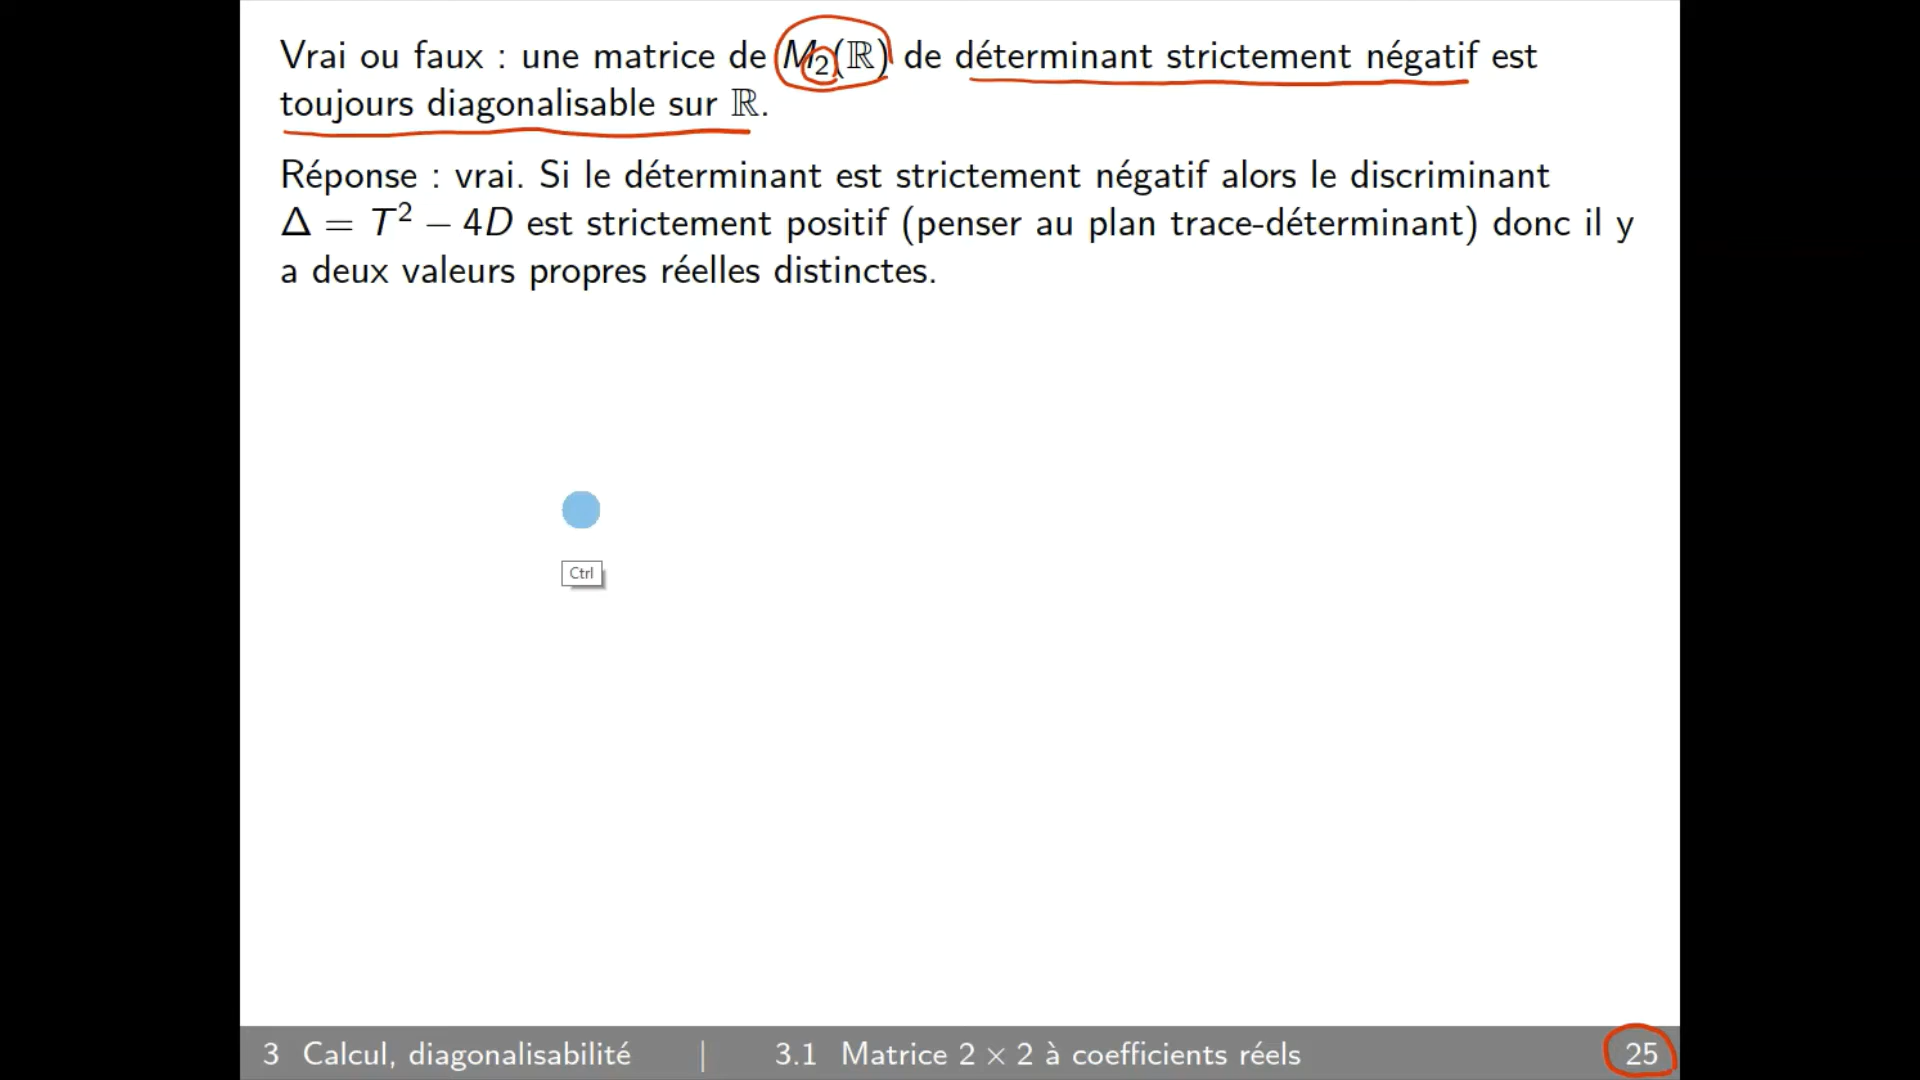 Vrai ou faux : une matrice de M₂(ℝ) de déterminant strictement négatif est
toujours diagonalisable sur ℝ.
Réponse : vrai. Si le déterminant est strictement négatif alors le discriminant
Δ = T² − 4D est strictement positif (penser au plan trace-déterminant) donc il y
a deux valeurs propres réelles distinctes.
Ctrl
3 Calcul, diagonalisabilité | 3.1 Matrice 2 × 2 à coefficients réels 25